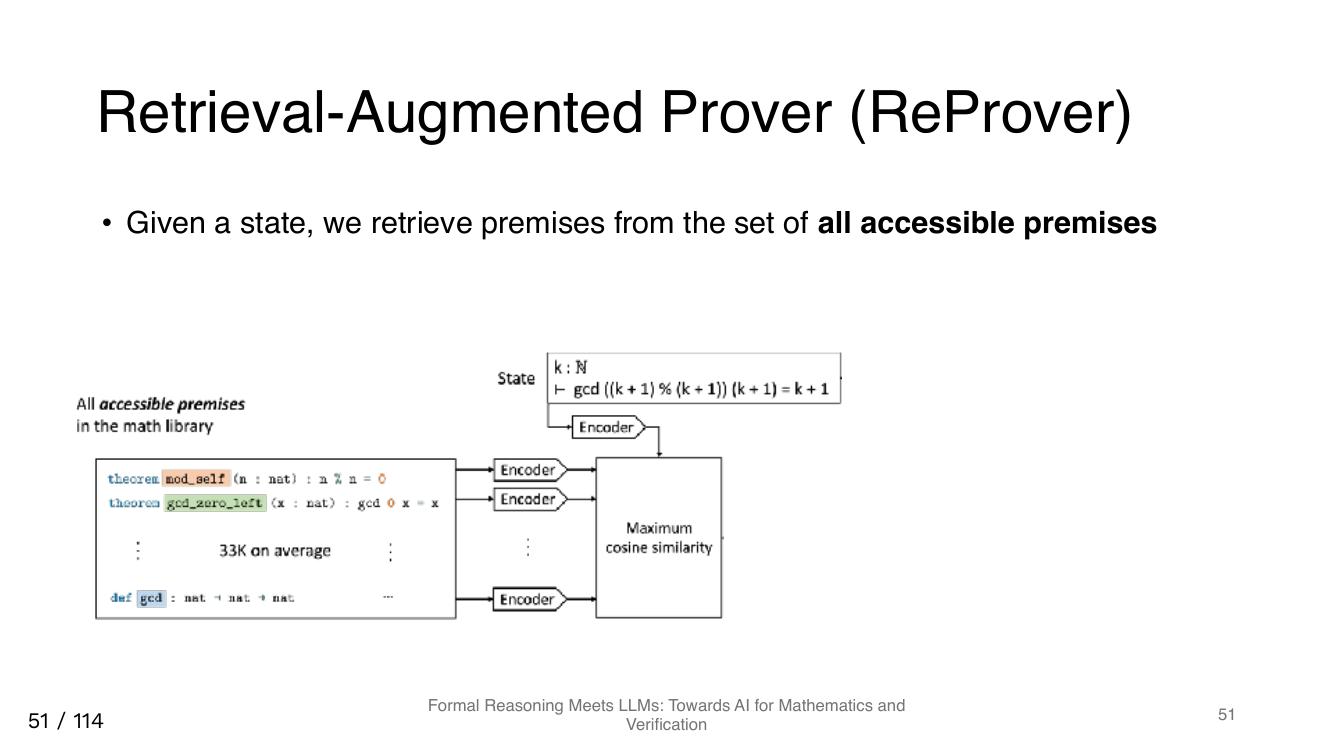 Retrieval-Augmented Prover (ReProver)
• Given a state, we retrieve premises from the set of all accessible premises
State
k : ℕ
⊢ gcd ((k + 1) % (k + 1)) (k + 1) = k + 1
All accessible premises
in the math library
Encoder
theorem mod_self (n : nat) : n % n = 0
Encoder
theorem gcd_zero_left (x : nat) : gcd 0 x = x
Encoder
⋮ 33K on average ⋮
⋮
Maximum
cosine similarity
def gcd : nat → nat → nat ...
Encoder
Formal Reasoning Meets LLMs: Towards AI for Mathematics and
Verification
51 / 114
51